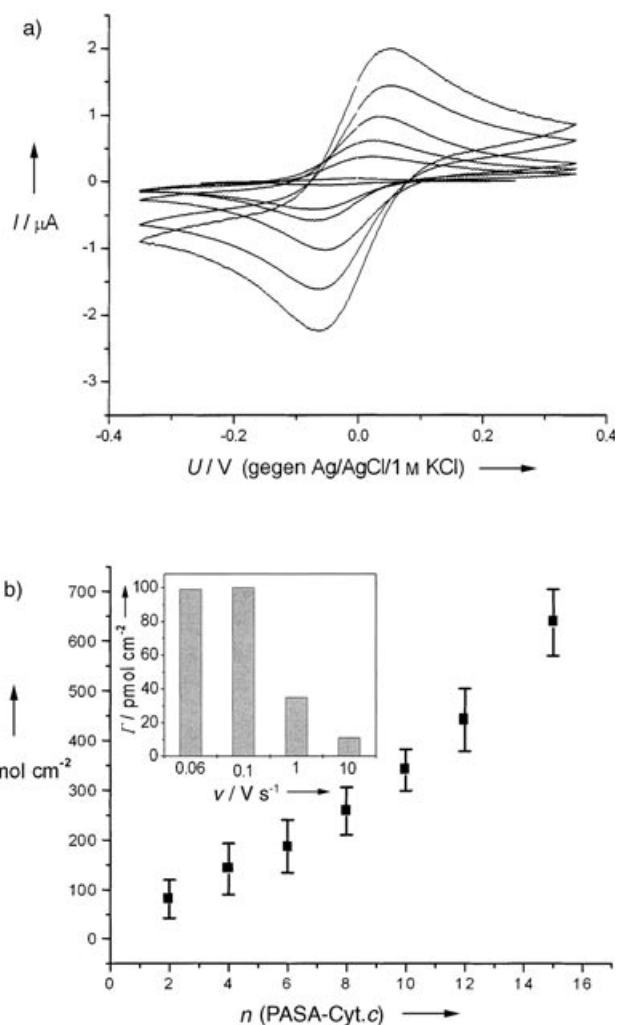 a)
2
1
0
-1
-2
-3
I / µA
-0.4 -0.2 0.0 0.2 0.4
U / V (gegen Ag/AgCl/1 M KCl)
b)
700
600
500
400
300
200
100
0
mol cm-2
100
80
60
40
20
0
Γ / pmol cm-2
0.06 0.1 1 10
v / V s-1
0 2 4 6 8 10 12 14 16
n (PASA-Cyt.c)